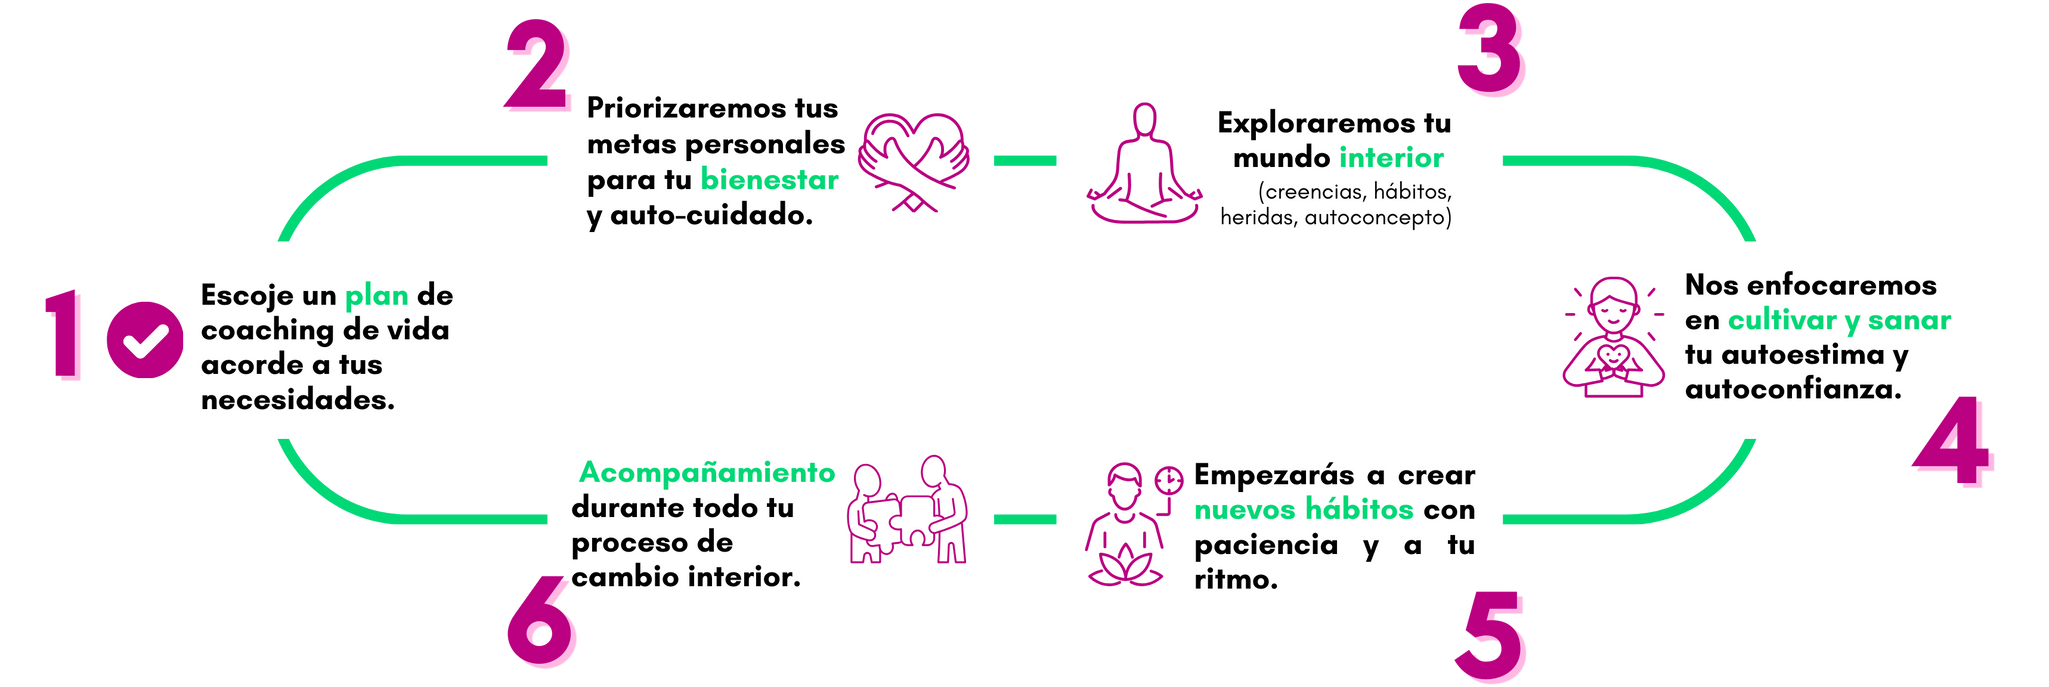 1
Escoje un plan de
coaching de vida
acorde a tus
necesidades.
2
Priorizaremos tus
metas personales
para tu bienestar
y auto-cuidado.
3
Exploraremos tu
mundo interior
(creencias, hábitos,
heridas, autoconcepto)
Nos enfocaremos
en cultivar y sanar
tu autoestima y
autoconfianza.
4
Empezarás a crear
nuevos hábitos con
paciencia y a tu
ritmo.
5
Acompañamiento
durante todo tu
proceso de
cambio interior.
6